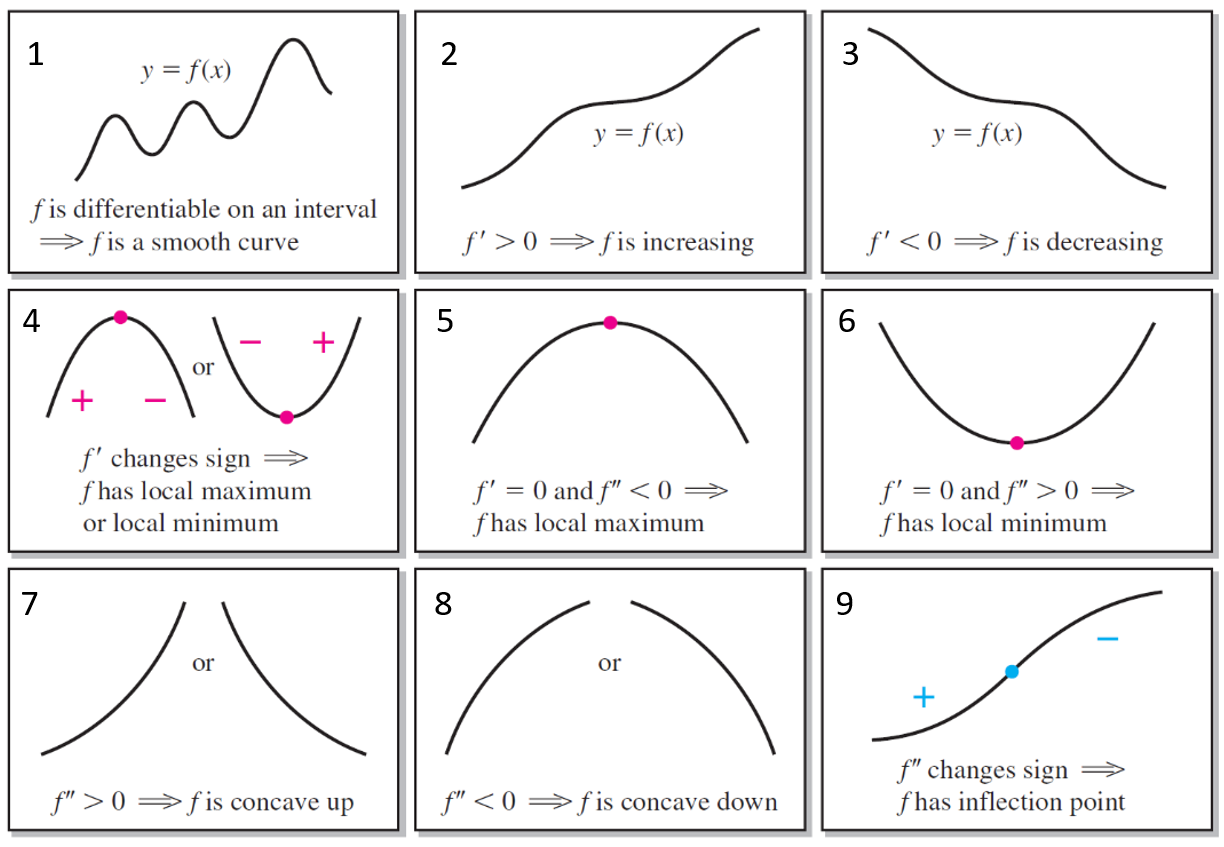 1
y = f(x)
f is differentiable on an interval
⟹ f is a smooth curve
2
y = f(x)
f′ > 0 ⟹ f is increasing
3
y = f(x)
f′ < 0 ⟹ f is decreasing
4
or
− +
+ −
f′ changes sign ⟹
f has local maximum
or local minimum
5
f′ = 0 and f″ < 0 ⟹
f has local maximum
6
f′ = 0 and f″ > 0 ⟹
f has local minimum
7
or
f″ > 0 ⟹ f is concave up
8
or
f″ < 0 ⟹ f is concave down
9
−
+
f″ changes sign ⟹
f has inflection point